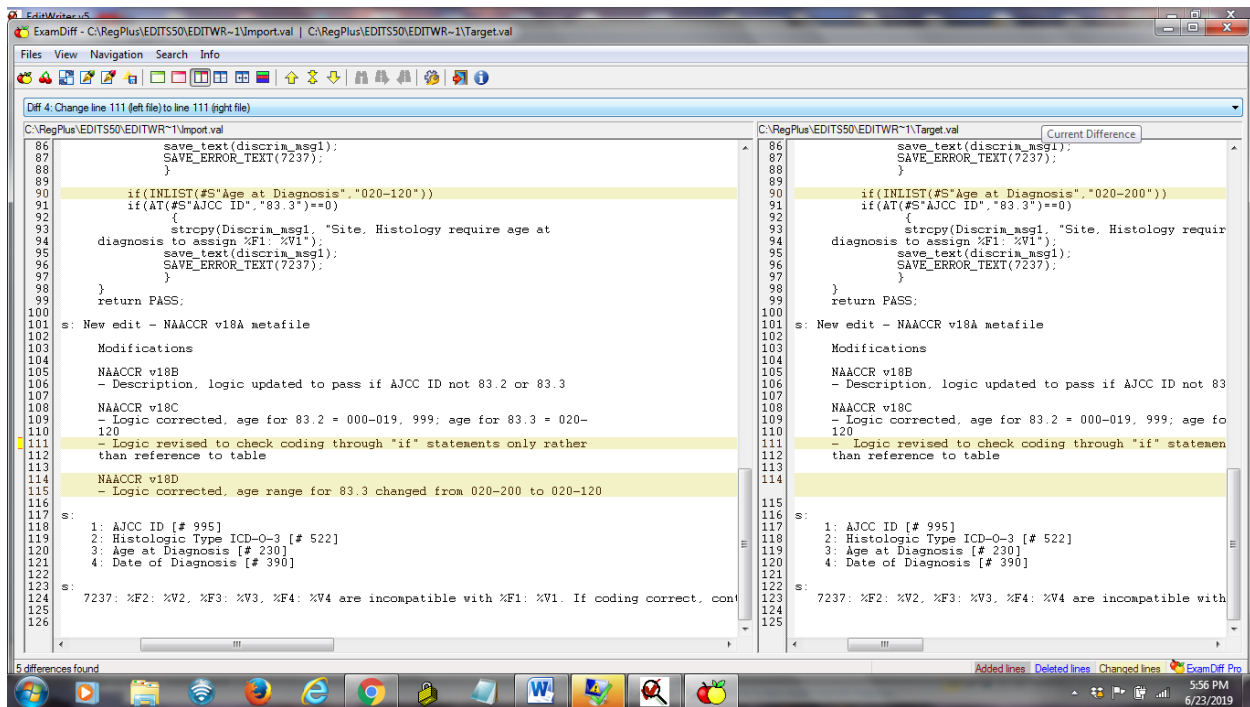 EditWriter v5
ExamDiff - C:\RegPlus\EDITS50\EDITWR~1\Import.val | C:\RegPlus\EDITS50\EDITWR~1\Target.val
Files View Navigation Search Info
Diff 4: Change line 111 (left file) to line 111 (right file)
C:\RegPlus\EDITS50\EDITWR~1\Import.val
86 save_text(discrim_msg1);
87 SAVE_ERROR_TEXT(7237);
88 }
89
90 if(INLIST(#S"Age at Diagnosis","020-120"))
91 if(AT(#S"AJCC ID","83.3")==0)
92 {
93 strcpy(Discrim_msg1, "Site, Histology require age at
94 diagnosis to assign %F1: %V1");
95 save_text(discrim_msg1);
96 SAVE_ERROR_TEXT(7237);
97 }
98 }
99 return PASS;
100
101 s: New edit - NAACCR v18A metafile
102
103 Modifications
104
105 NAACCR v18B
106 - Description, logic updated to pass if AJCC ID not 83.2 or 83.3
107
108 NAACCR v18C
109 - Logic corrected, age for 83.2 = 000-019, 999; age for 83.3 = 020-
110 120
111 - Logic revised to check coding through "if" statements only rather
112 than reference to table
113
114 NAACCR v18D
115 - Logic corrected, age range for 83.3 changed from 020-200 to 020-120
116
117 s:
118 1: AJCC ID [# 995]
119 2: Histologic Type ICD-O-3 [# 522]
120 3: Age at Diagnosis [# 230]
121 4: Date of Diagnosis [# 390]
122
123 s:
124 7237: %F2: %V2, %F3: %V3, %F4: %V4 are incompatible with %F1: %V1. If coding correct, con
125
126
C:\RegPlus\EDITS50\EDITWR~1\Target.val
Current Difference
86 save_text(discrim_msg1);
87 SAVE_ERROR_TEXT(7237);
88 }
89
90 if(INLIST(#S"Age at Diagnosis","020-200"))
91 if(AT(#S"AJCC ID","83.3")==0)
92 {
93 strcpy(Discrim_msg1, "Site, Histology requir
94 diagnosis to assign %F1: %V1");
95 save_text(discrim_msg1);
96 SAVE_ERROR_TEXT(7237);
97 }
98 }
99 return PASS;
100
101 s: New edit - NAACCR v18A metafile
102
103 Modifications
104
105 NAACCR v18B
106 - Description, logic updated to pass if AJCC ID not 83
107
108 NAACCR v18C
109 - Logic corrected, age for 83.2 = 000-019, 999; age fo
110 120
111 - Logic revised to check coding through "if" statemen
112 than reference to table
113
114
115
116 s:
117 1: AJCC ID [# 995]
118 2: Histologic Type ICD-O-3 [# 522]
119 3: Age at Diagnosis [# 230]
120 4: Date of Diagnosis [# 390]
121
122 s:
123 7237: %F2: %V2, %F3: %V3, %F4: %V4 are incompatible with
124
125
5 differences found
Added lines Deleted lines Changed lines ExamDiff Pro
5:56 PM
6/23/2019